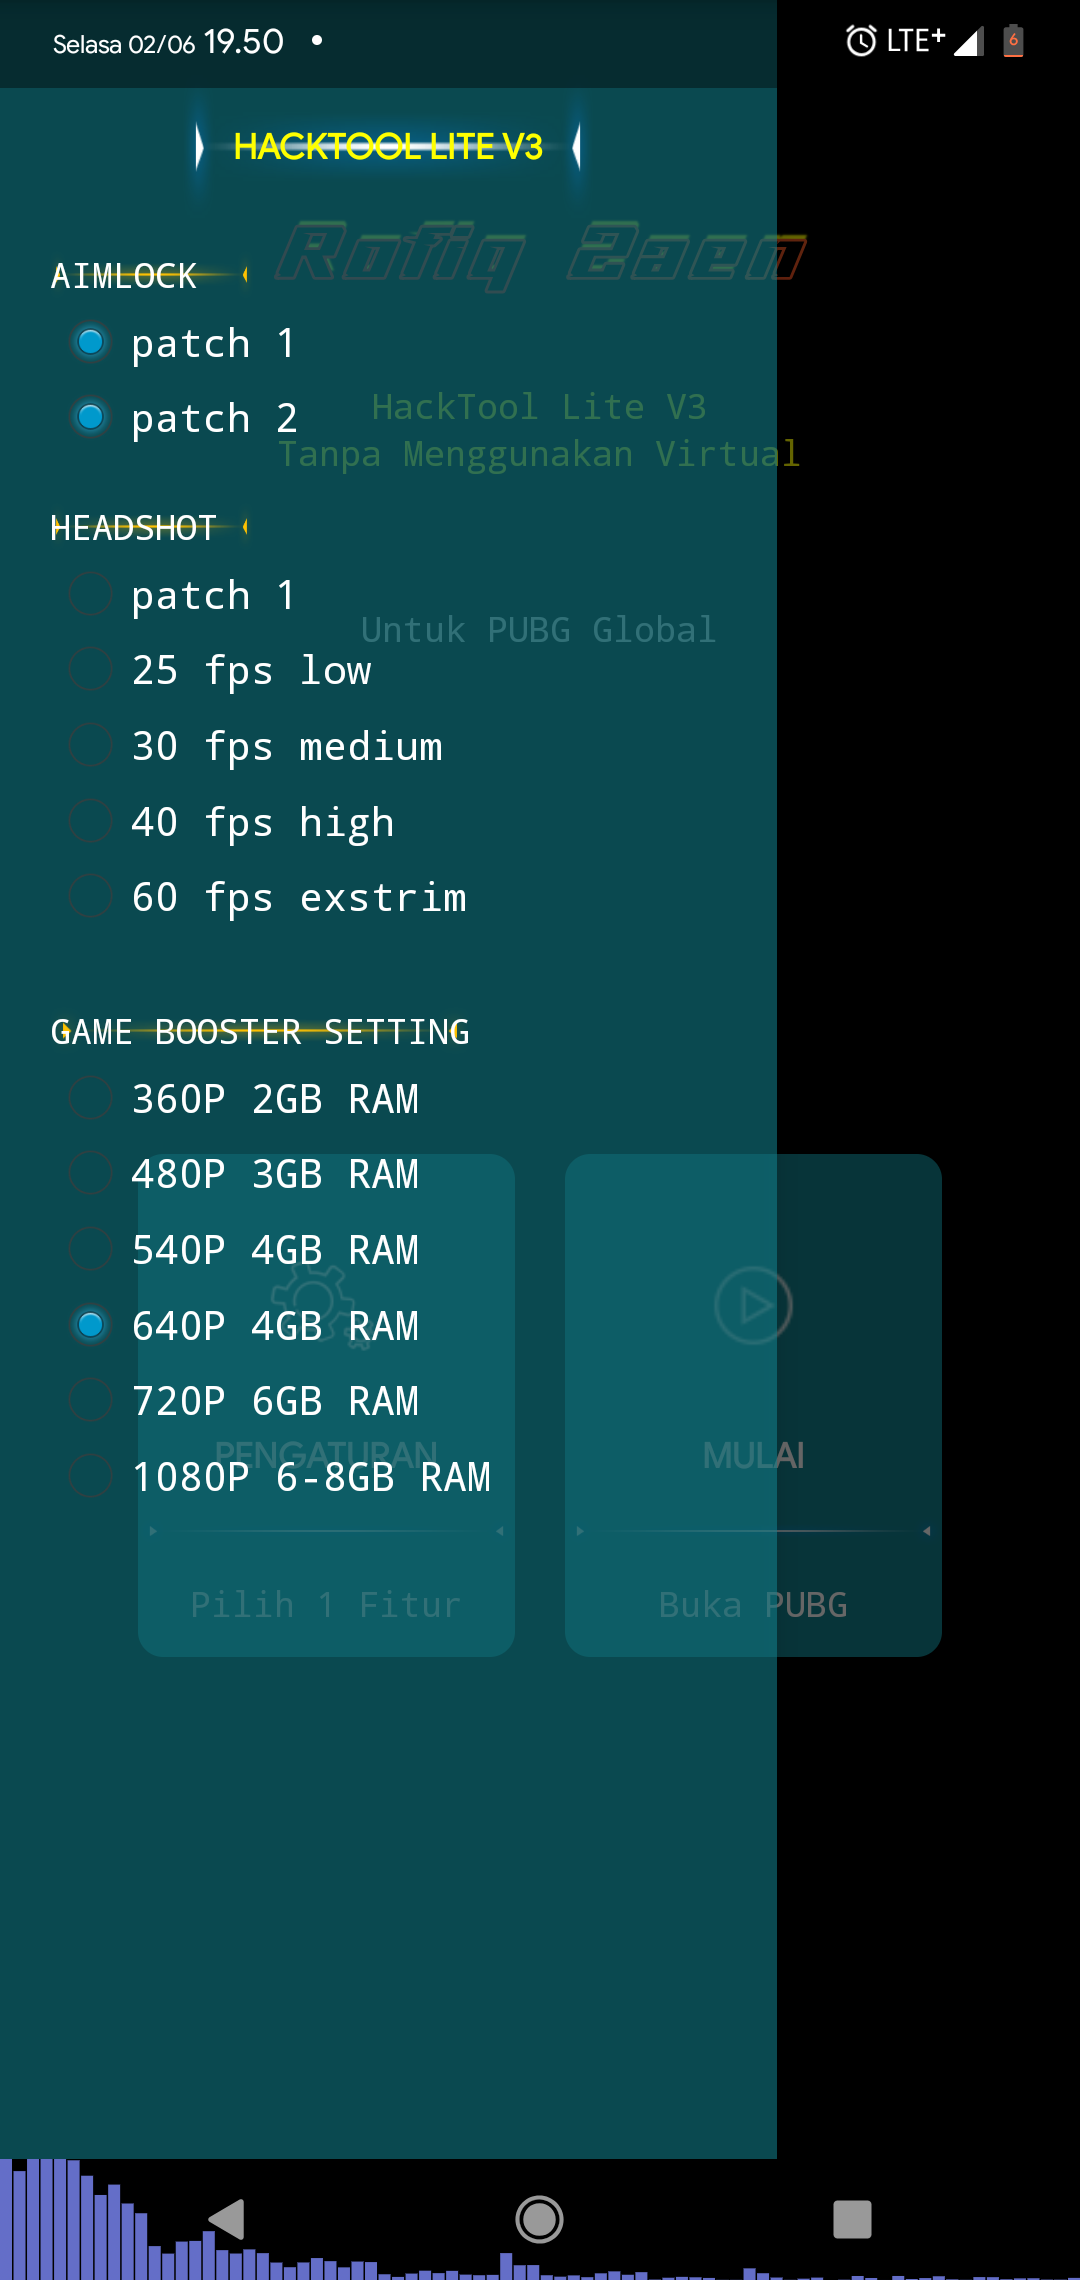 Selasa 02/06 19.50
LTE+
6
HACKTOOL LITE V3
Rofiq Zaen
AIMLOCK
patch 1
patch 2
HackTool Lite V3
Tanpa Menggunakan Virtual
HEADSHOT
patch 1
Untuk PUBG Global
25 fps low
30 fps medium
40 fps high
60 fps exstrim
GAME BOOSTER SETTING
360P 2GB RAM
480P 3GB RAM
540P 4GB RAM
640P 4GB RAM
720P 6GB RAM
PENGATURAN
MULAI
1080P 6-8GB RAM
Pilih 1 Fitur
Buka PUBG